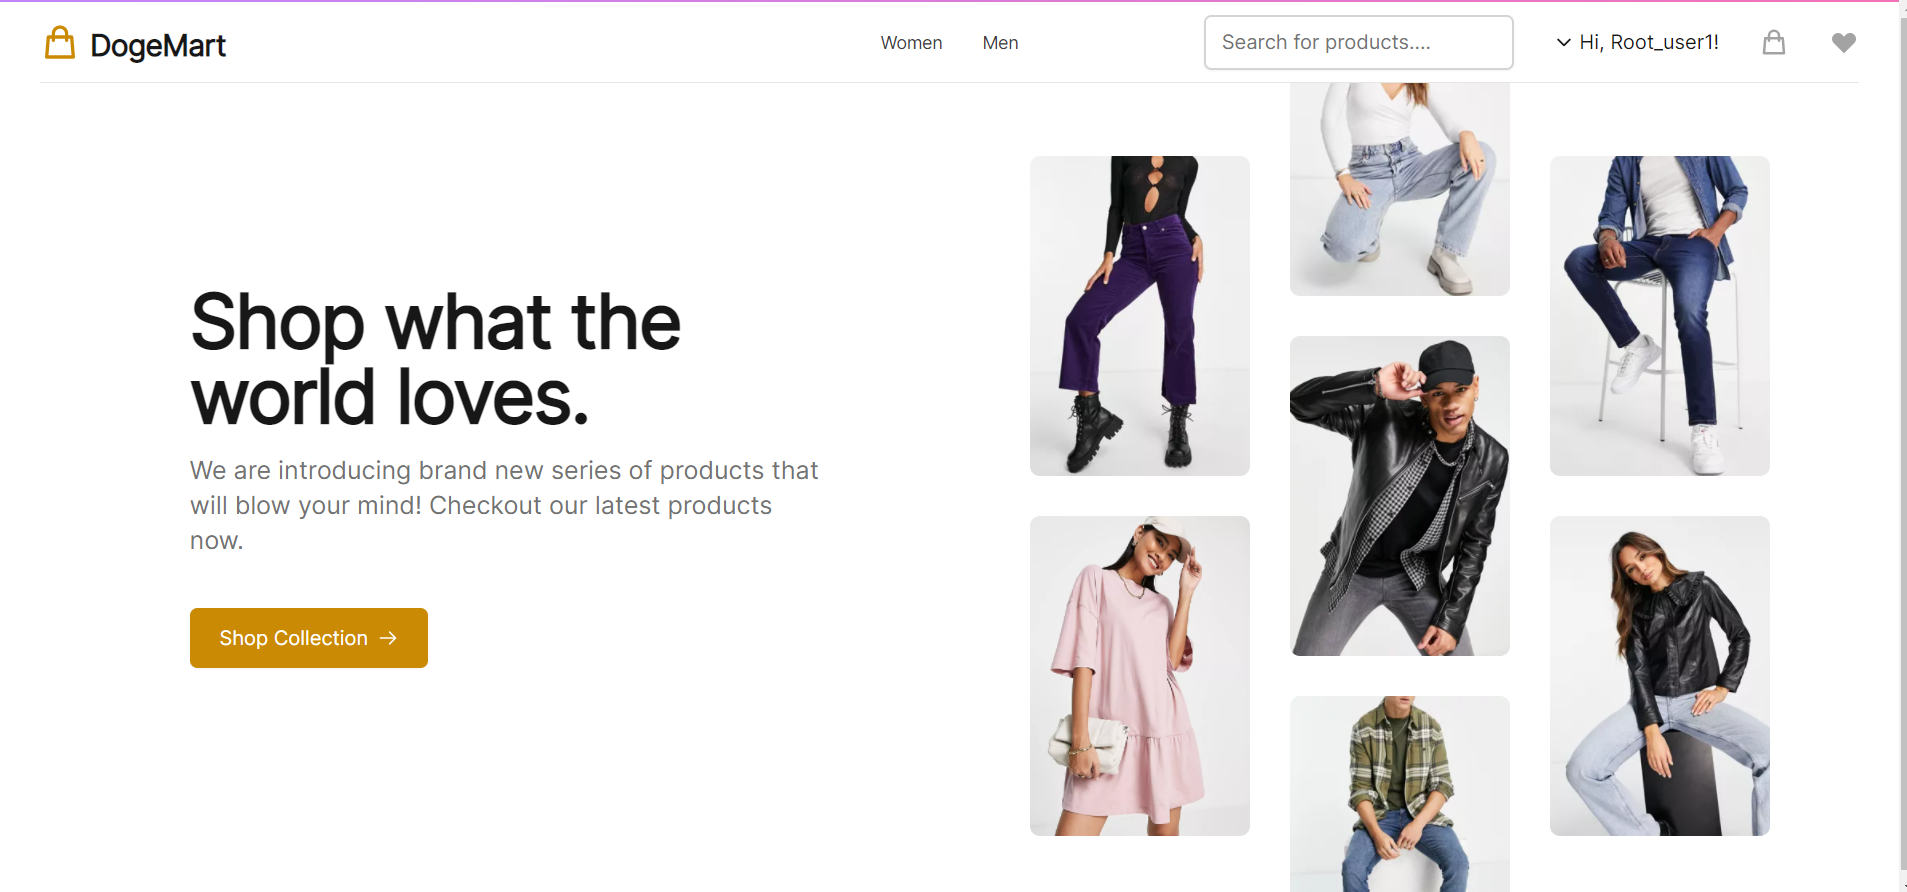 DogeMart
Women
Men
Search for products....
Hi, Root_user1!
Shop what the
world loves.
We are introducing brand new series of products that
will blow your mind! Checkout our latest products
now.
Shop Collection →